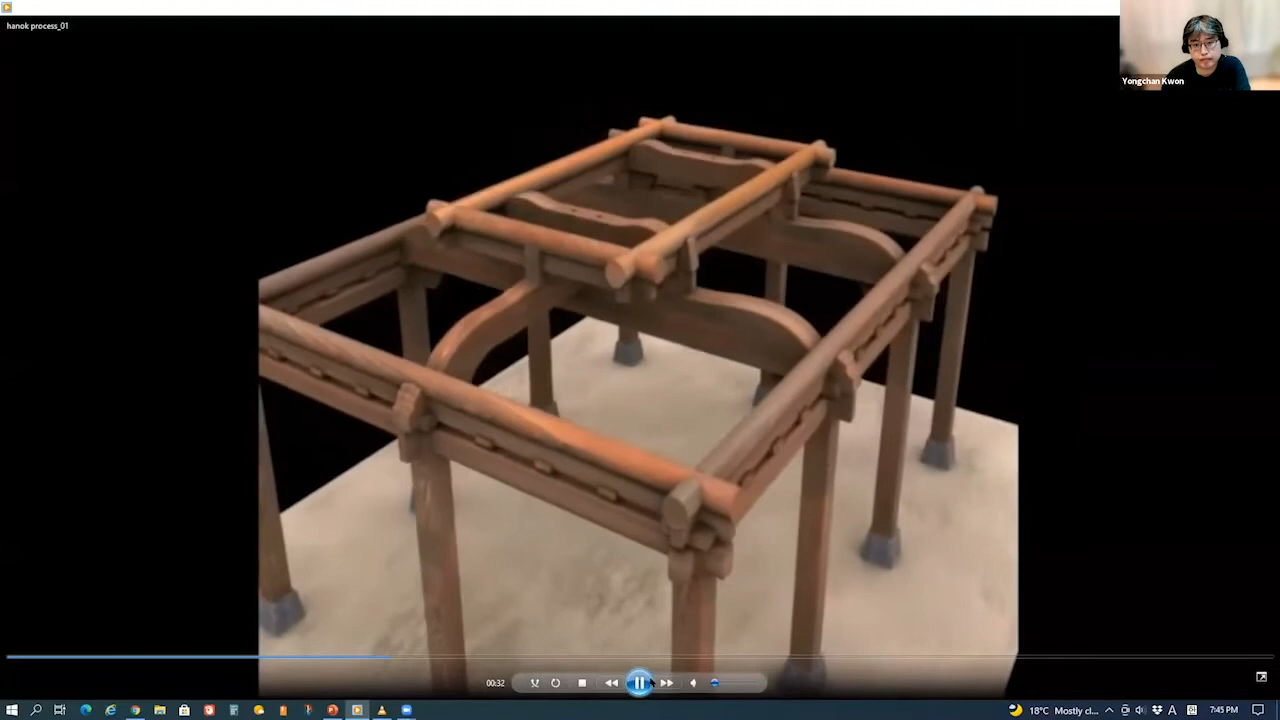 hanok process_01
Yongchan Kwon
00:32
18°C Mostly cl...
A
7:45 PM